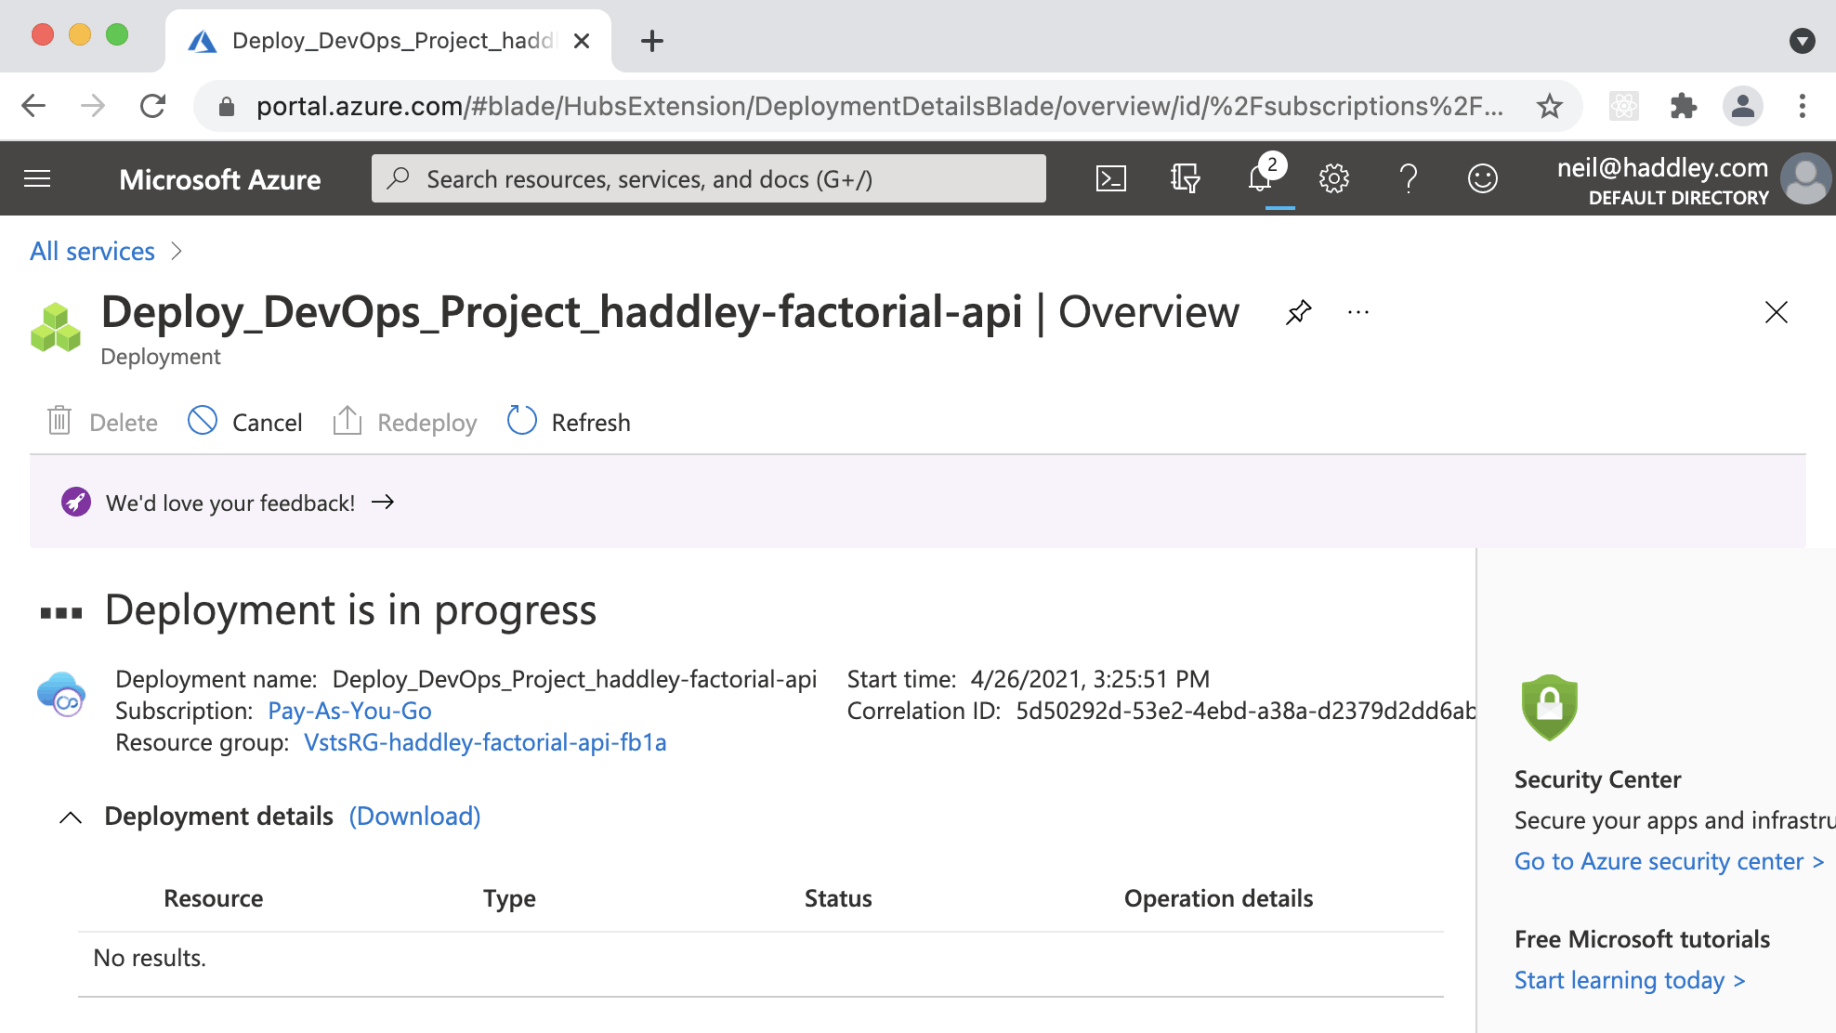 Deploy_DevOps_Project_hadd
portal.azure.com/#blade/HubsExtension/DeploymentDetailsBlade/overview/id/%2Fsubscriptions%2F...
Microsoft Azure
Search resources, services, and docs (G+/)
2
neil@haddley.com
DEFAULT DIRECTORY
All services >
Deploy_DevOps_Project_haddley-factorial-api | Overview
Deployment
Delete Cancel Redeploy Refresh
We'd love your feedback! →
Deployment is in progress
Deployment name: Deploy_DevOps_Project_haddley-factorial-api Start time: 4/26/2021, 3:25:51 PM
Subscription: Pay-As-You-Go Correlation ID: 5d50292d-53e2-4ebd-a38a-d2379d2dd6ab
Resource group: VstsRG-haddley-factorial-api-fb1a
Deployment details (Download)
Resource Type Status Operation details
No results.
Security Center
Secure your apps and infrastru
Go to Azure security center >
Free Microsoft tutorials
Start learning today >